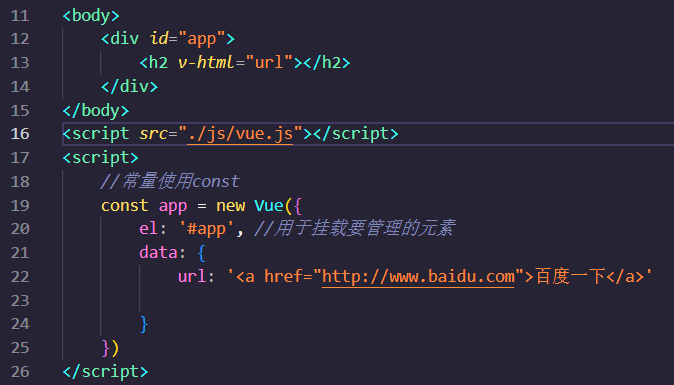 11 <body>
12     <div id="app">
13         <h2 v-html="url"></h2>
14     </div>
15 </body>
16 <script src="./js/vue.js"></script>
17 <script>
18     //常量使用const
19     const app = new Vue({
20         el: '#app', //用于挂载要管理的元素
21         data: {
22             url: '<a href="http://www.baidu.com">百度一下</a>'
23
24         }
25     })
26 </script>